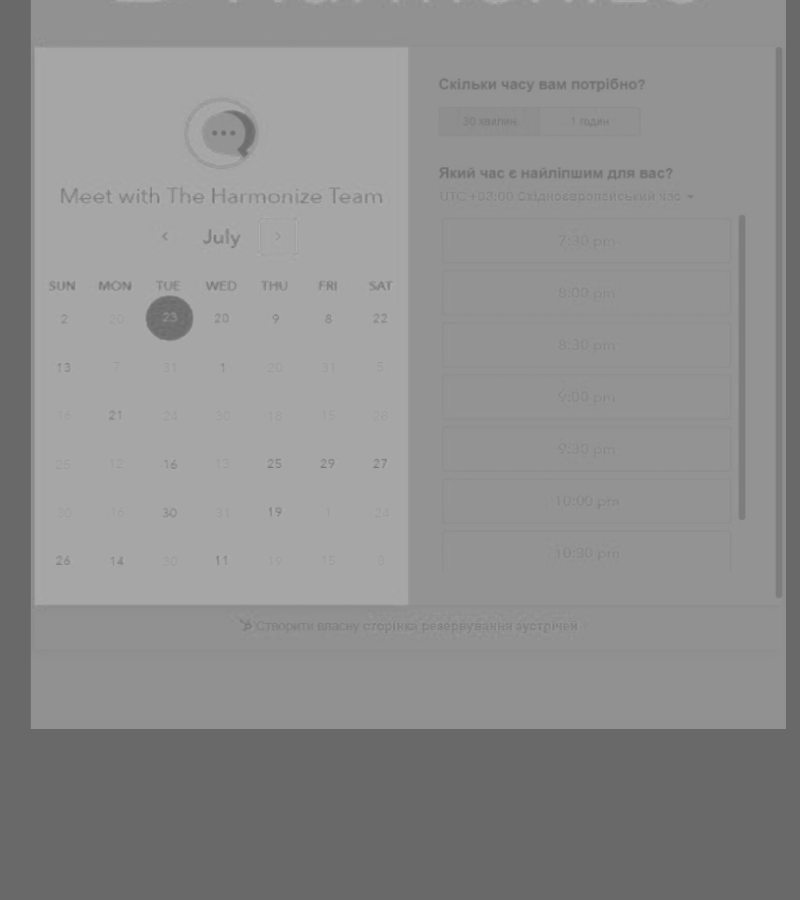 Harmonize
Meet with The Harmonize Team
July
SUN MON TUE WED THU FRI SAT
2 20 23 20 9 8 22
13 7 31 1 20 31 5
16 21 24 30 18 15 28
25 12 16 13 25 29 27
30 16 30 31 19 1 24
26 14 30 11 19 15 8
Скільки часу вам потрібно?
30 хвилин 1 годин
Який час є найліпшим для вас?
UTC +03:00 Східноєвропейський час
7:30 pm
8:00 pm
8:30 pm
9:00 pm
9:30 pm
10:00 pm
10:30 pm
Створити власну сторінка резервування зустрічей